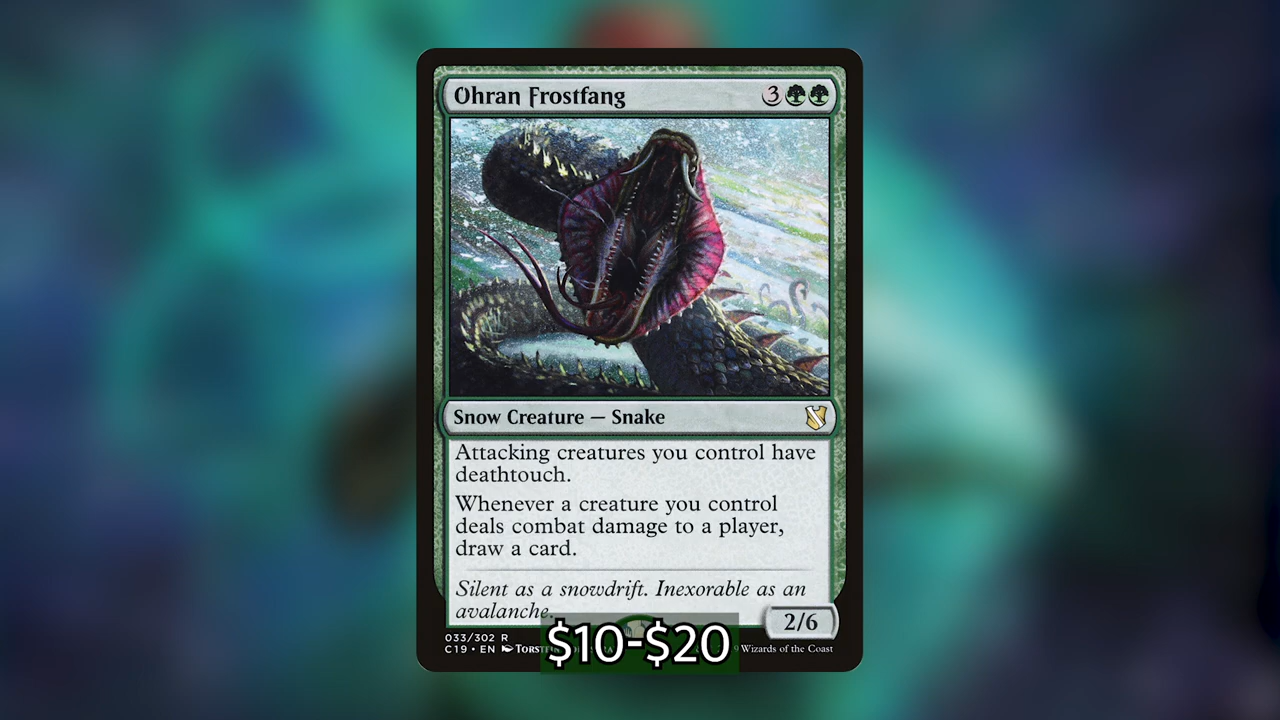 Ohran Frostfang 3
Snow Creature — Snake
Attacking creatures you control have
deathtouch.
Whenever a creature you control
deals combat damage to a player,
draw a card.
Silent as a snowdrift. Inexorable as an
avalanche.
2/6
033/302 R
C19 • EN
Wizards of the Coast
$10-$20